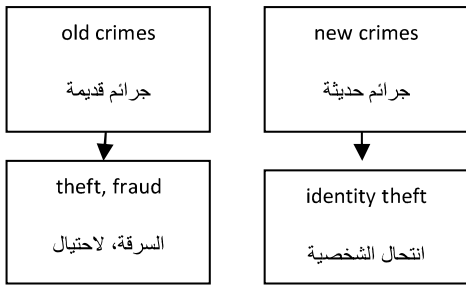 old crimes
جرائم قديمة
new crimes
جرائم حديثة
theft, fraud
السرقة، لاحتيال
identity theft
انتحال الشخصية